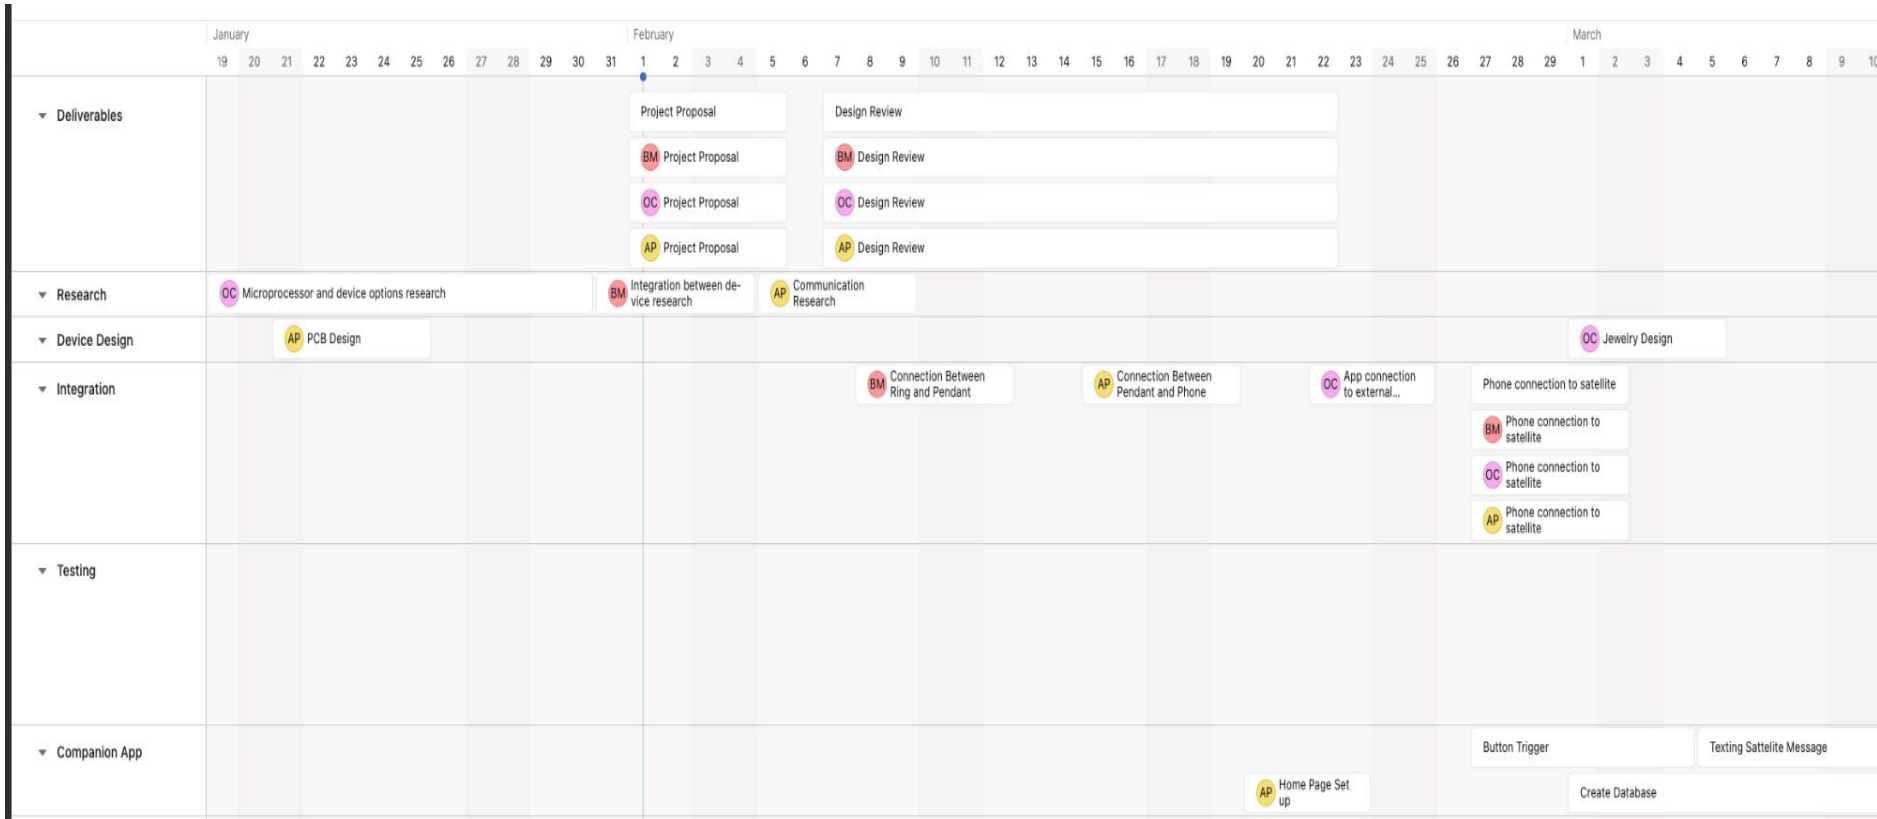 January
February
March
19 20 21 22 23 24 25 26 27 28 29 30 31 1 2 3 4 5 6 7 8 9 10 11 12 13 14 15 16 17 18 19 20 21 22 23 24 25 26 27 28 29 1 2 3 4 5 6 7 8 9 10
Deliverables
Project Proposal
Design Review
BM Project Proposal
BM Design Review
OC Project Proposal
OC Design Review
AP Project Proposal
AP Design Review
Research
OC Microprocessor and device options research
BM Integration between de-
vice research
AP Communication
Research
Device Design
AP PCB Design
OC Jewelry Design
Integration
BM Connection Between
Ring and Pendant
AP Connection Between
Pendant and Phone
OC App connection
to external...
Phone connection to satellite
BM Phone connection to
satellite
OC Phone connection to
satellite
AP Phone connection to
satellite
Testing
Companion App
Button Trigger
Texting Sattelite Message
AP Home Page Set
up
Create Database